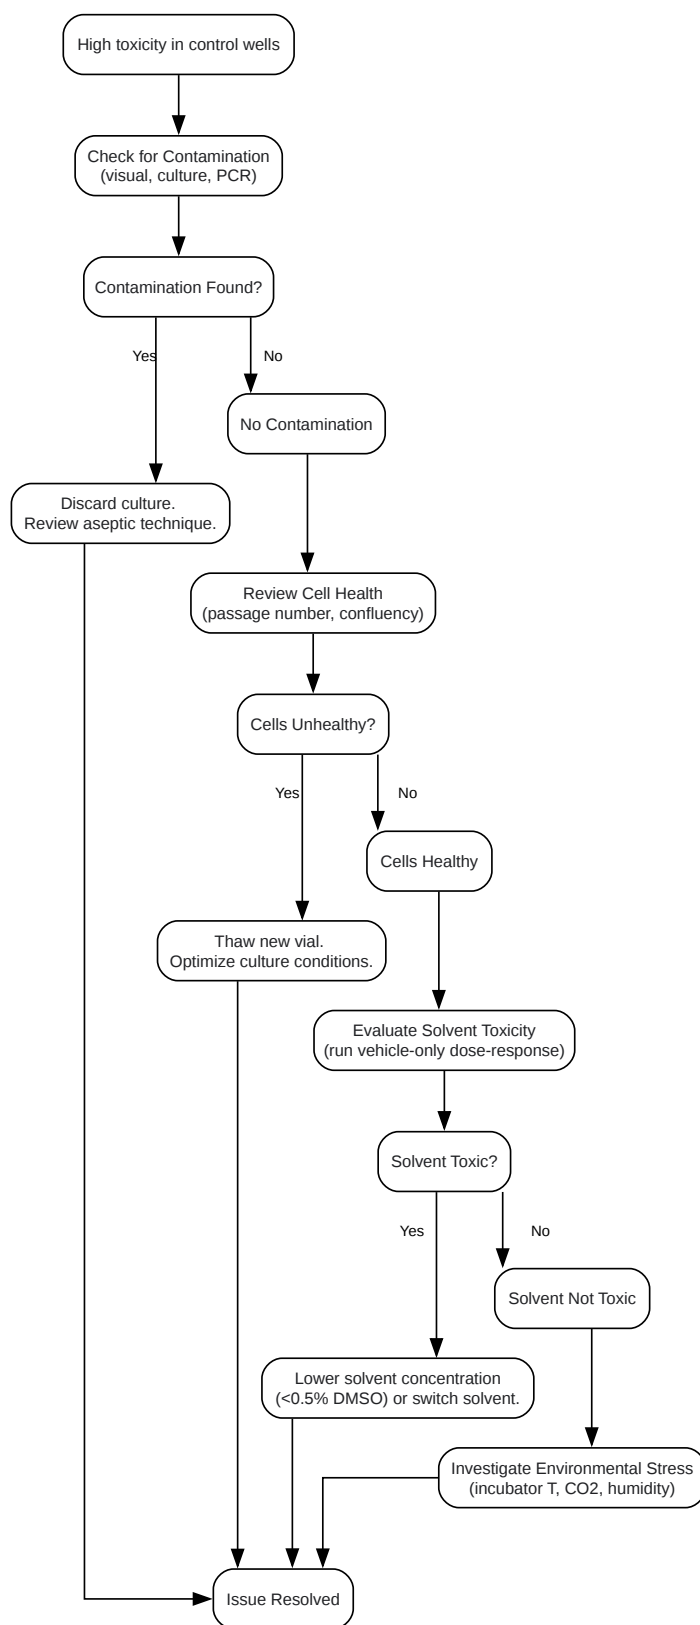 High toxicity in control wells
Check for Contamination
(visual, culture, PCR)
Contamination Found?
Yes
No
No Contamination
Discard culture.
Review aseptic technique.
Review Cell Health
(passage number, confluency)
Cells Unhealthy?
Yes
No
Cells Healthy
Thaw new vial.
Optimize culture conditions.
Evaluate Solvent Toxicity
(run vehicle-only dose-response)
Solvent Toxic?
Yes
No
Solvent Not Toxic
Lower solvent concentration
(<0.5% DMSO) or switch solvent.
Investigate Environmental Stress
(incubator T, CO2, humidity)
Issue Resolved